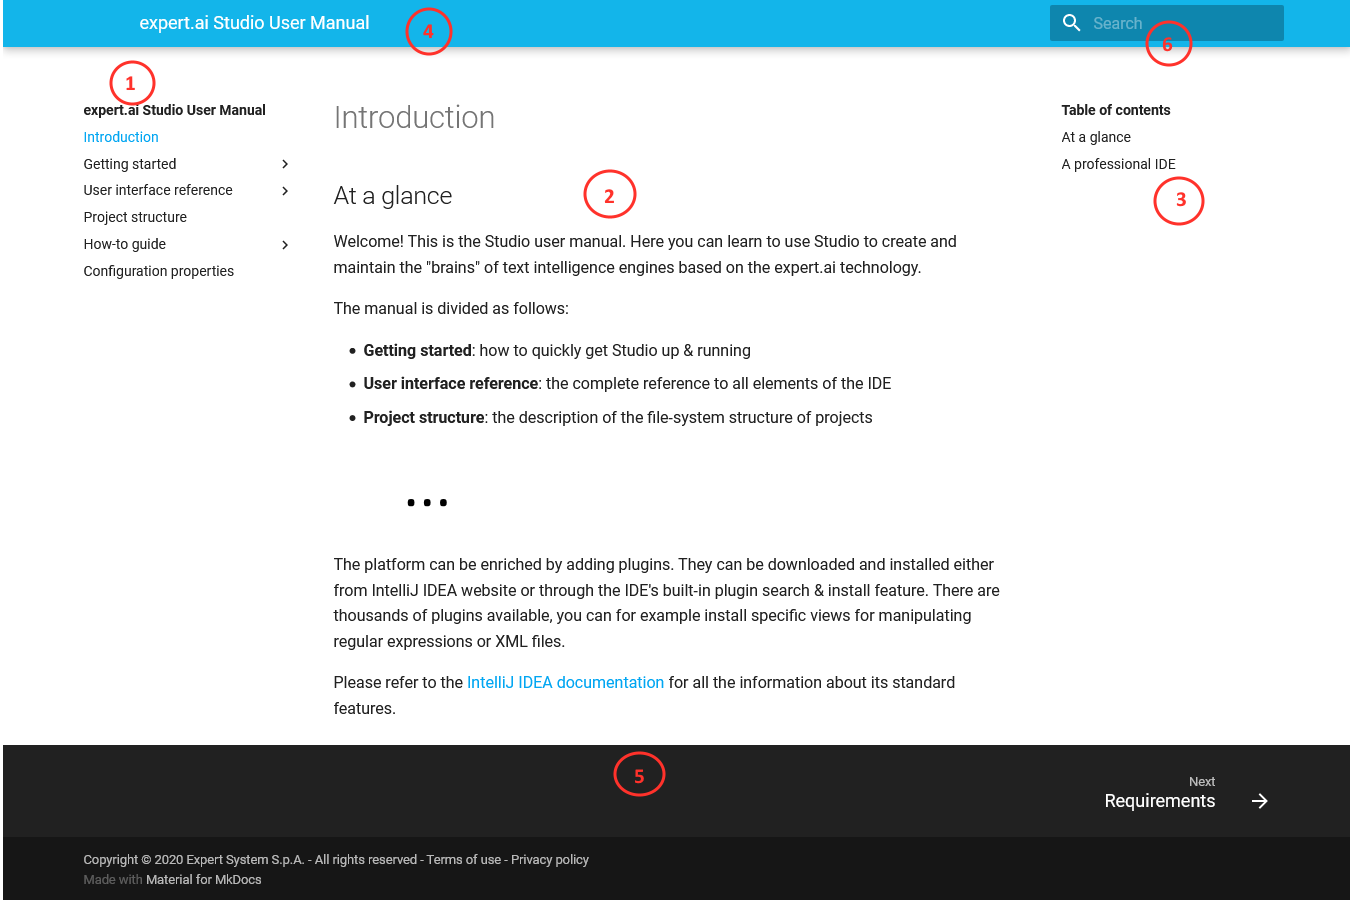 expert.ai Studio User Manual
4
Search
6
1
expert.ai Studio User Manual
Introduction
Getting started
User interface reference
Project structure
How-to guide
Configuration properties
Introduction
At a glance
2
Welcome! This is the Studio user manual. Here you can learn to use Studio to create and
maintain the "brains" of text intelligence engines based on the expert.ai technology.
The manual is divided as follows:
• Getting started: how to quickly get Studio up & running
• User interface reference: the complete reference to all elements of the IDE
• Project structure: the description of the file-system structure of projects
...
The platform can be enriched by adding plugins. They can be downloaded and installed either
from IntelliJ IDEA website or through the IDE's built-in plugin search & install feature. There are
thousands of plugins available, you can for example install specific views for manipulating
regular expressions or XML files.
Please refer to the IntelliJ IDEA documentation for all the information about its standard
features.
Table of contents
At a glance
A professional IDE
3
5
Next
Requirements
Copyright © 2020 Expert System S.p.A. - All rights reserved - Terms of use - Privacy policy
Made with Material for MkDocs